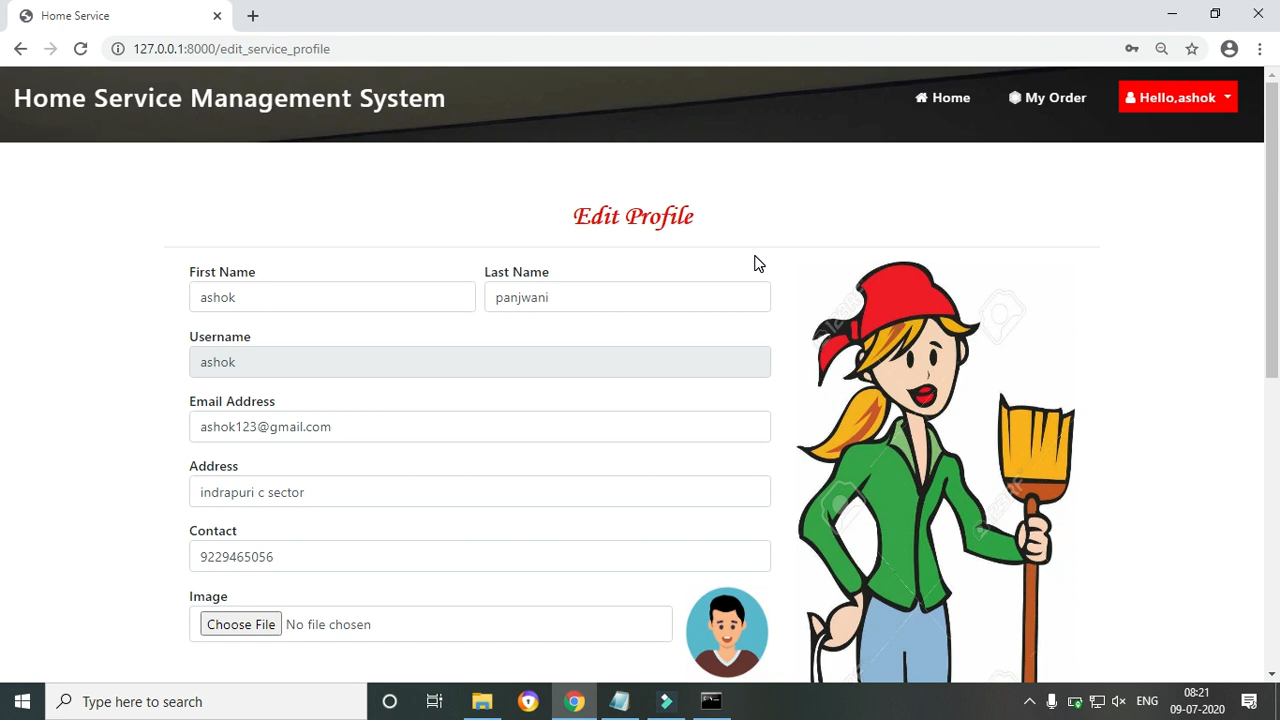 Home Service
127.0.0.1:8000/edit_service_profile
Home Service Management System
Home
My Order
Hello,ashok
Edit Profile
First Name
Last Name
ashok
panjwani
Username
ashok
Email Address
ashok123@gmail.com
Address
indrapuri c sector
Contact
9229465056
Image
Choose File No file chosen
Type here to search
ENG
08:21
09-07-2020